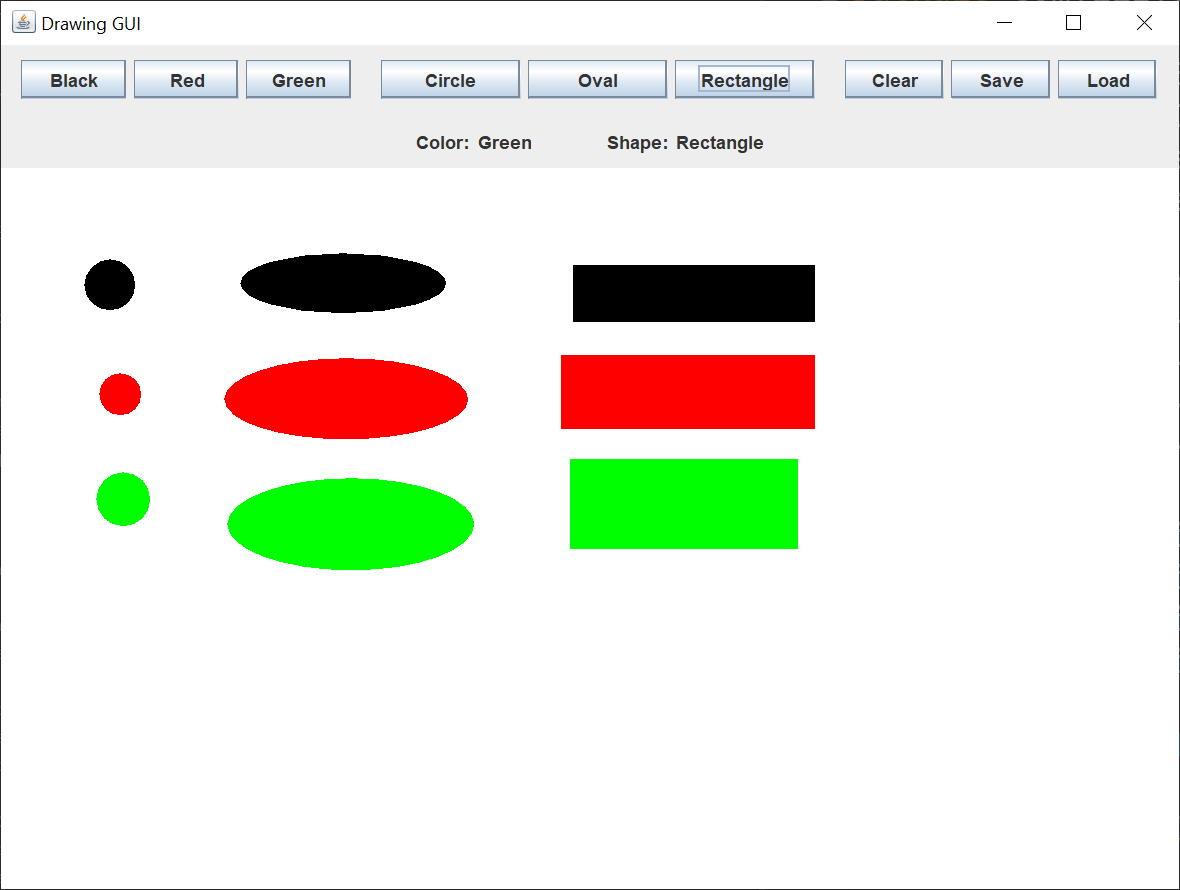 Drawing GUI
Black Red Green Circle Oval Rectangle Clear Save Load
Color: Green Shape: Rectangle